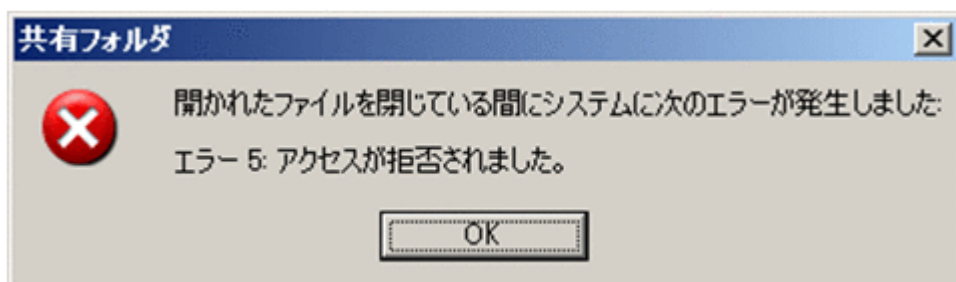 共有フォルダ
開かれたファイルを閉じている間にシステムに次のエラーが発生しました:
エラー 5: アクセスが拒否されました。
OK